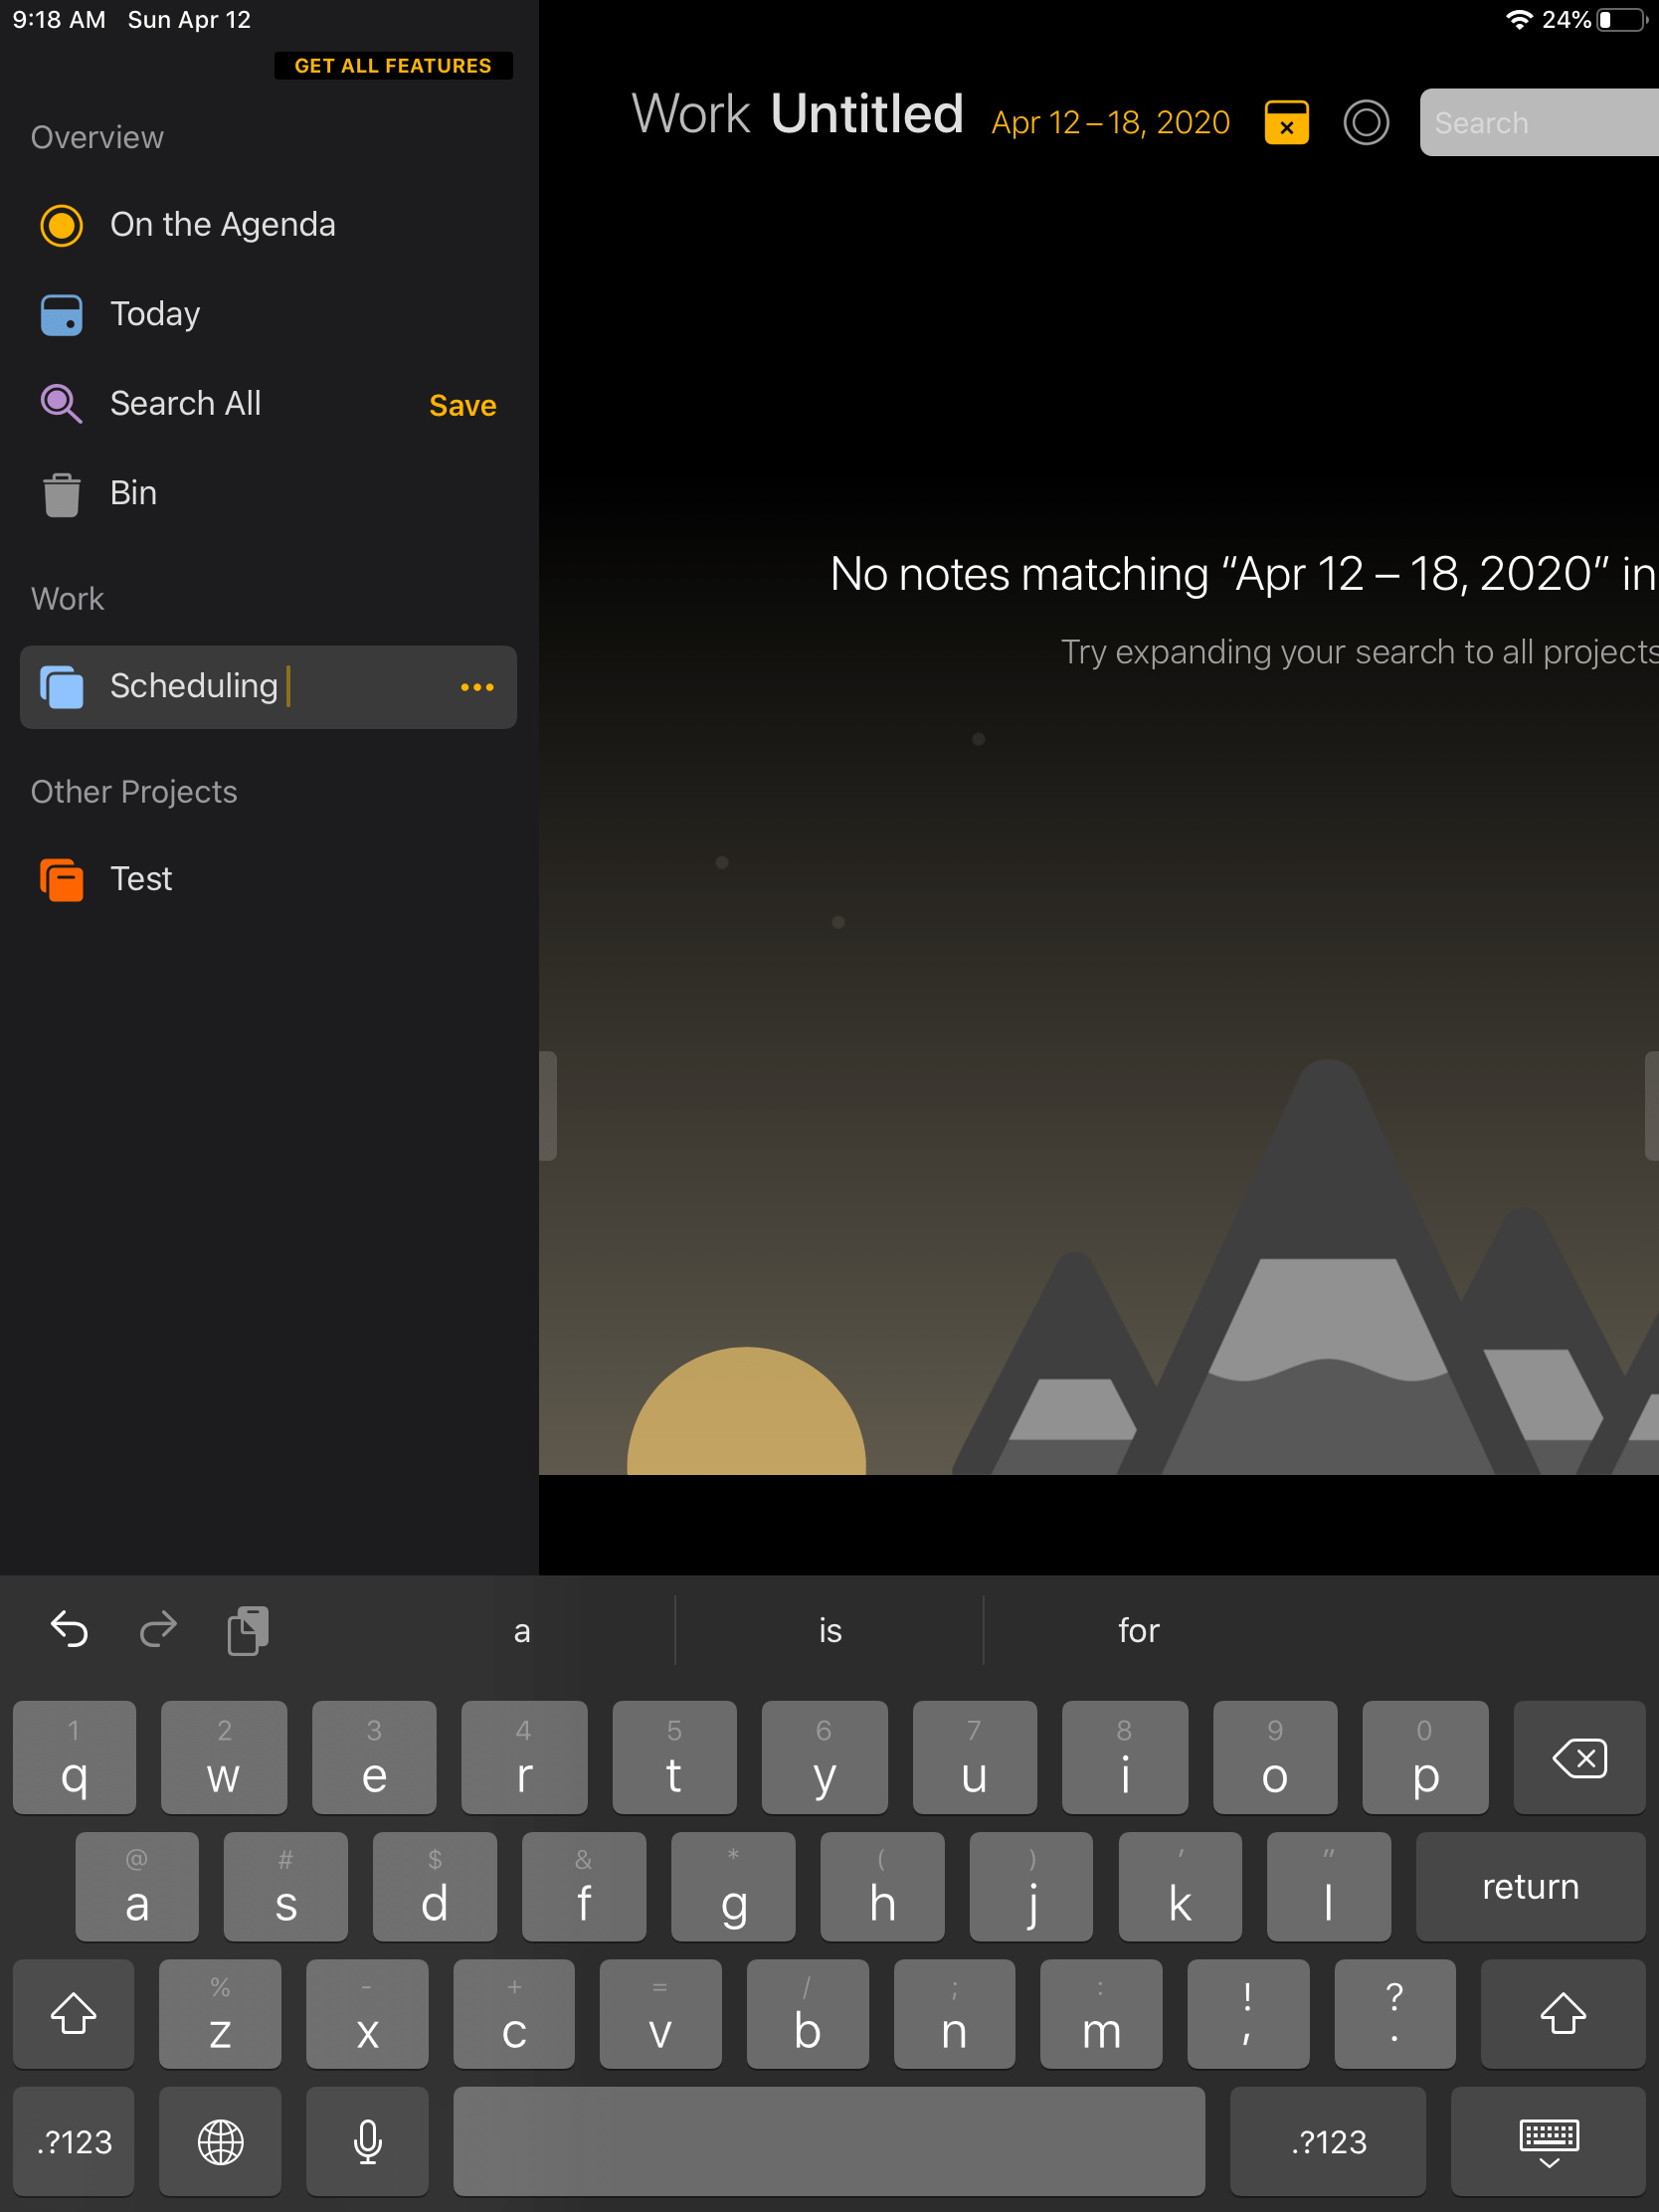 9:18 AM Sun Apr 12
24%
GET ALL FEATURES
Overview
On the Agenda
Today
Search All Save
Bin
Work
Scheduling
Other Projects
Test
Work Untitled Apr 12 – 18, 2020 Search
No notes matching “Apr 12 – 18, 2020” in
Try expanding your search to all projects
a is for
1 2 3 4 5 6 7 8 9 0
q w e r t y u i o p
@ # $ & * ( ) ' "
a s d f g h j k l return
% - + = / ; : ! ?
z x c v b n m , .
.?123 .?123